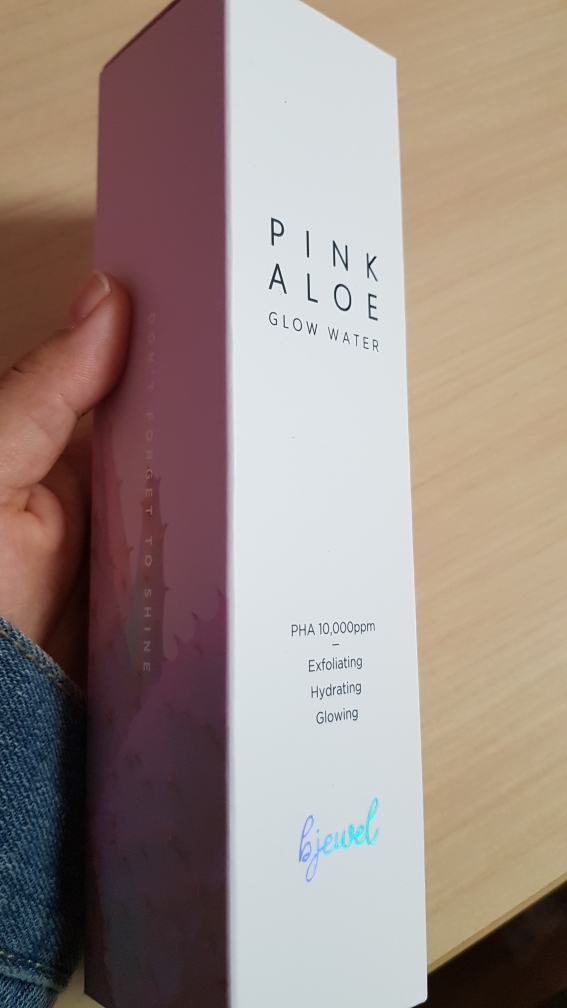 PINK
ALOE
GLOW WATER
PHA 10,000ppm
Exfoliating
Hydrating
Glowing
bjewel
DON'T FORGET TO SHINE